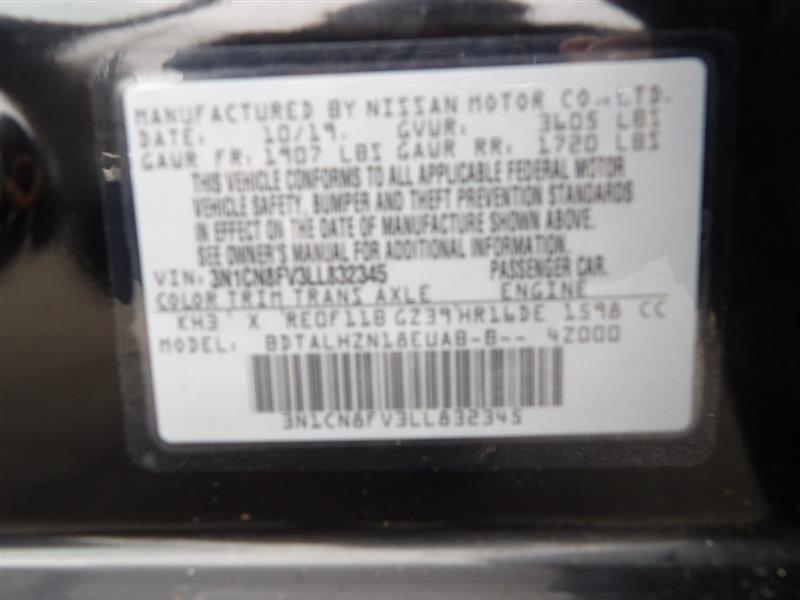 MANUFACTURED BY NISSAN MOTOR CO.,LTD.
DATE: 10/19. GVWR: 3605 LBS
GAWR FR: 1907 LBS GAWR RR: 1720 LBS
THIS VEHICLE CONFORMS TO ALL APPLICABLE FEDERAL MOTOR
VEHICLE SAFETY, BUMPER AND THEFT PREVENTION STANDARDS
IN EFFECT ON THE DATE OF MANUFACTURE SHOWN ABOVE.
SEE OWNER'S MANUAL FOR ADDITIONAL INFORMATION.
VIN: 3N1CN8FV3LL832345 PASSENGER CAR.
COLOR TRIM TRANS AXLE ENGINE
KH3 X RE0F11B GZ39 HR16DE 1598 CC
MODEL: BDTALHZN18EUAB-B-- 4Z000
3N1CN8FV3LL832345